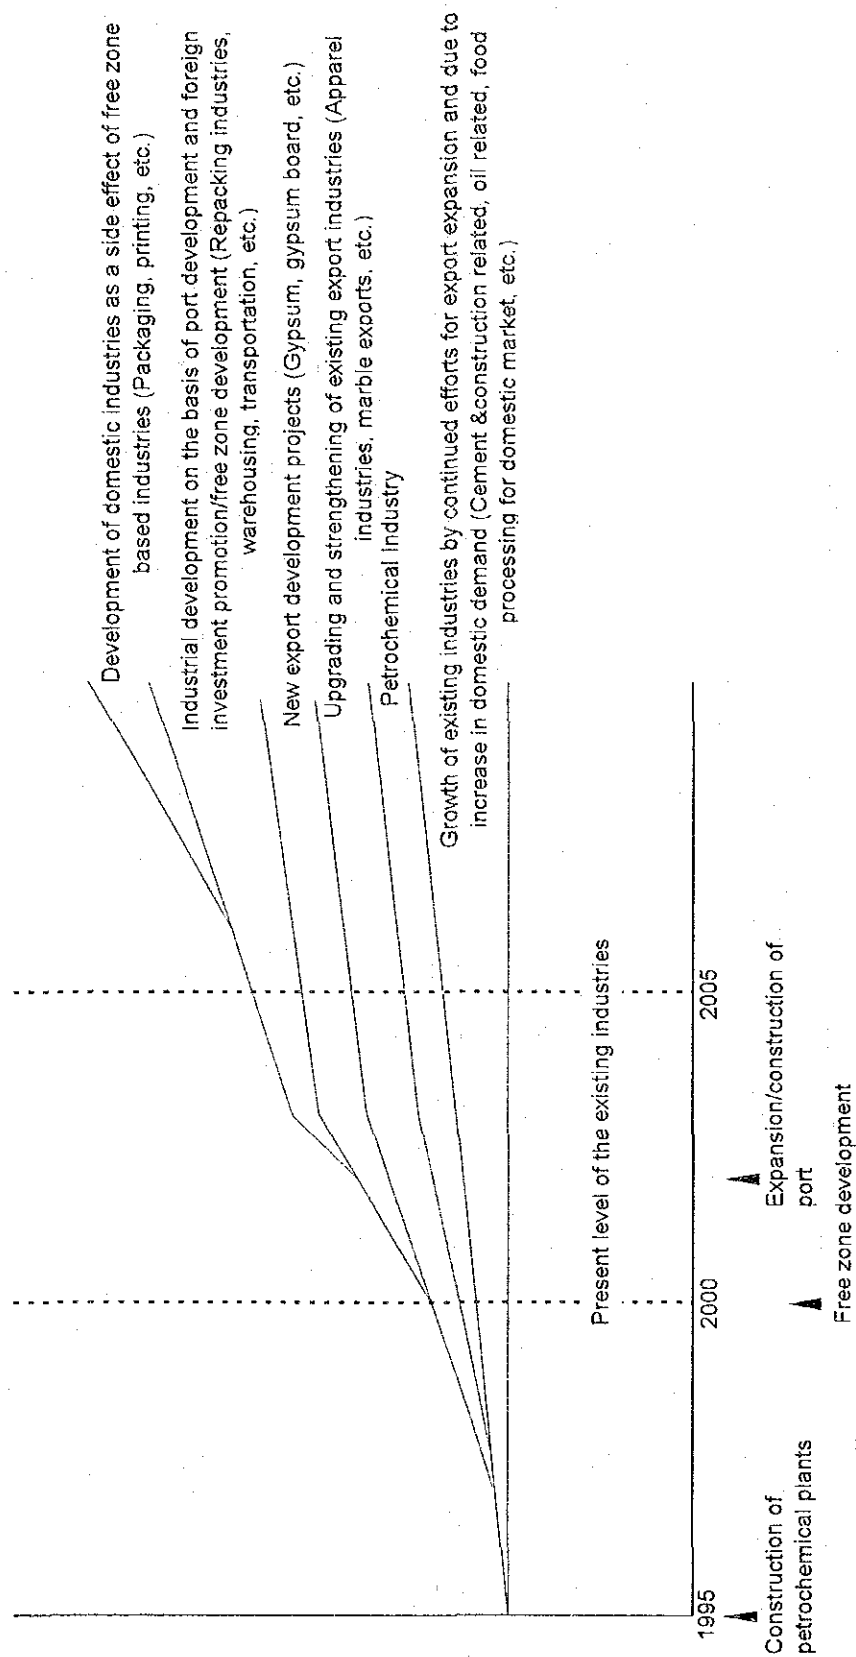 Development of domestic industries as a side effect of free zone
based industries (Packaging, printing, etc.)
Industrial development on the basis of port development and foreign
investment promotion/free zone development (Repacking industries,
warehousing, transportation, etc.)
New export development projects (Gypsum, gypsum board, etc.)
Upgrading and strengthening of existing export industries (Apparel
industries, marble exports, etc.)
Petrochemical Industry
Growth of existing industries by continued efforts for export expansion and due to
increase in domestic demand (Cement &construction related, oil related, food
processing for domestic market, etc.)
Present level of the existing industries
1995
2000
2005
Construction of
petrochemical plants
Expansion/construction of
port
Free zone development